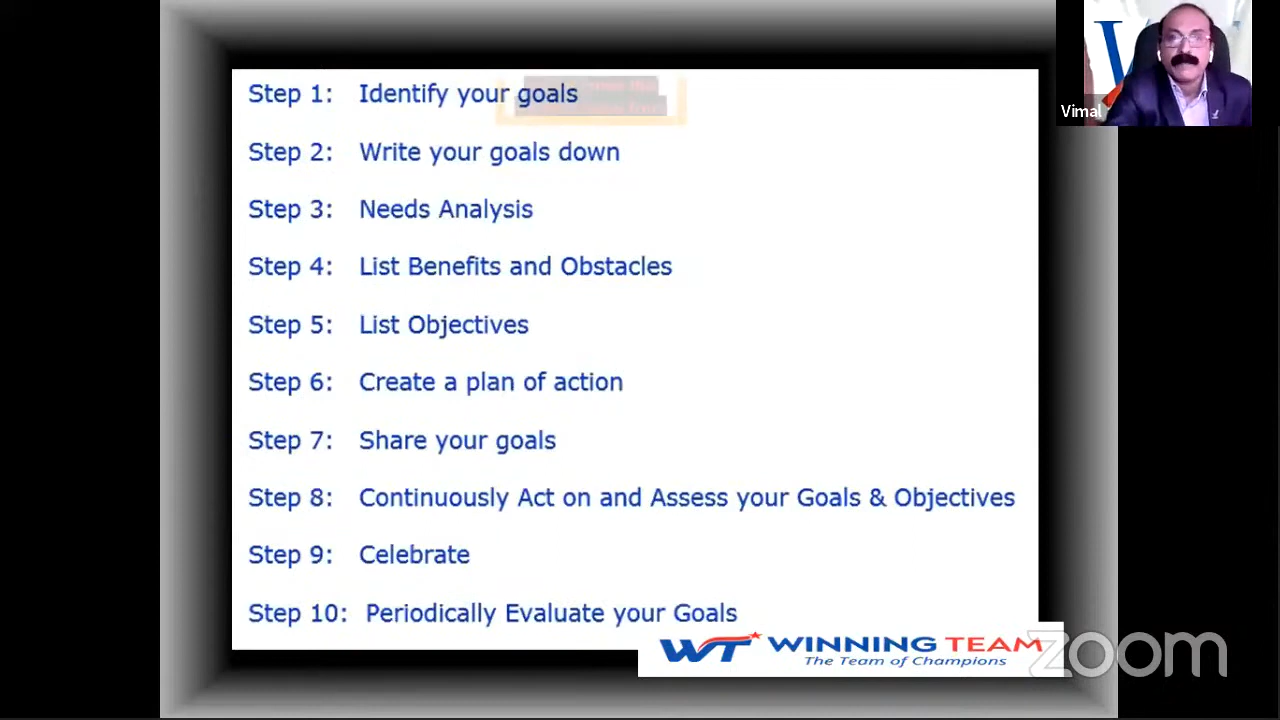 Step 1: Identify your goals
Step 2: Write your goals down
Step 3: Needs Analysis
Step 4: List Benefits and Obstacles
Step 5: List Objectives
Step 6: Create a plan of action
Step 7: Share your goals
Step 8: Continuously Act on and Assess your Goals & Objectives
Step 9: Celebrate
Step 10: Periodically Evaluate your Goals
Vimal
WT WINNING TEAM
The Team of Champions
zoom